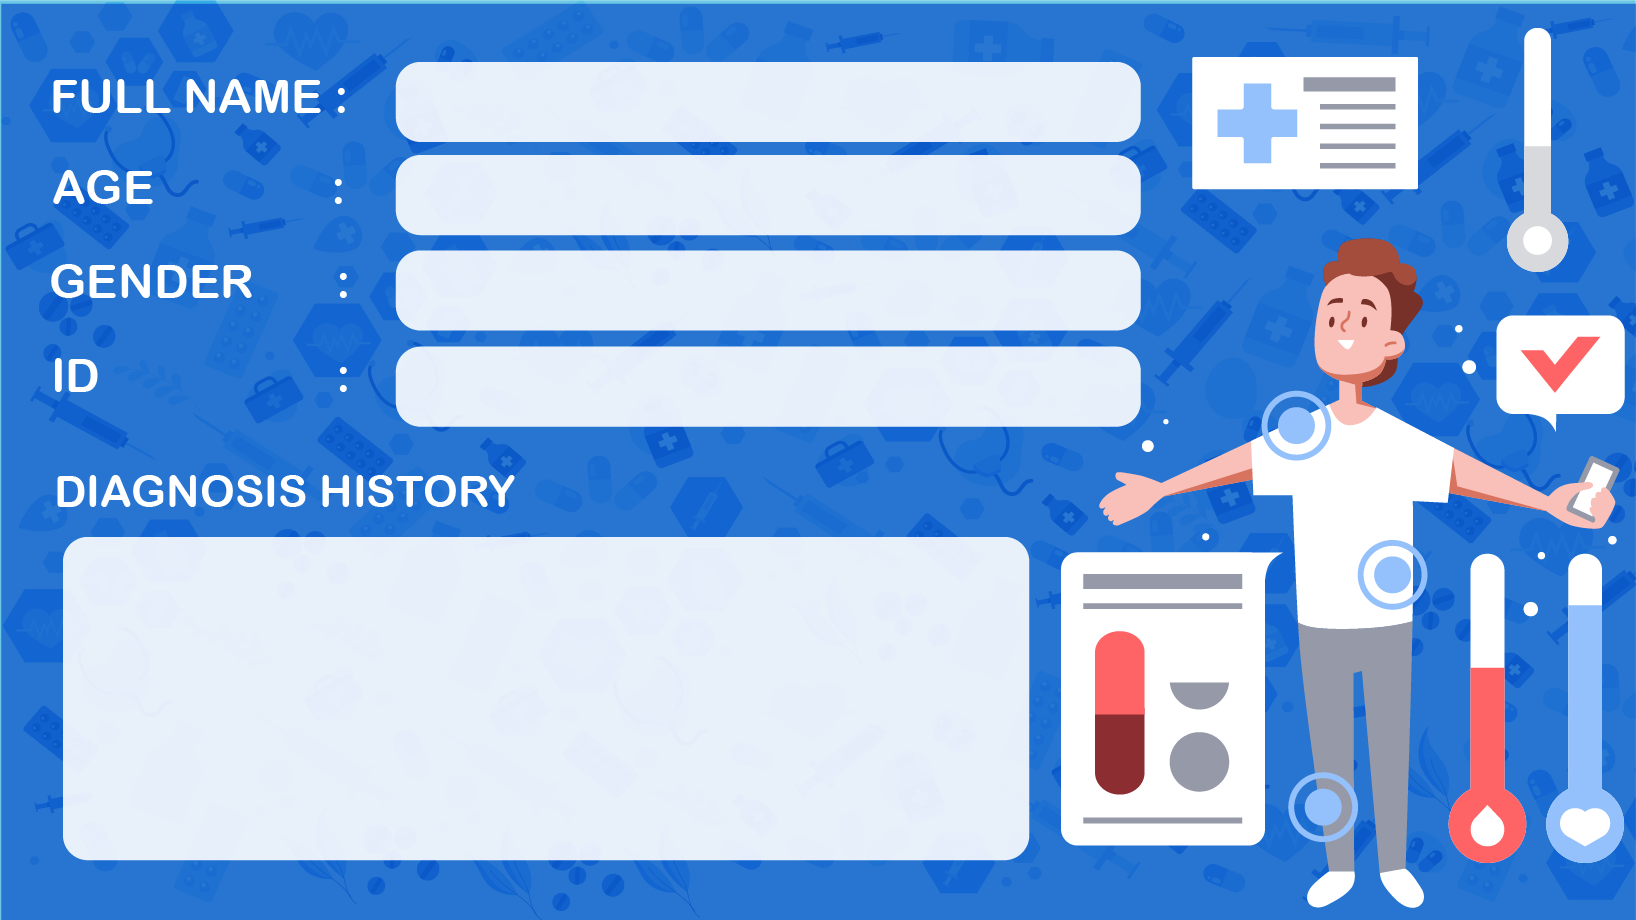 FULL NAME :
AGE :
GENDER :
ID :
DIAGNOSIS HISTORY